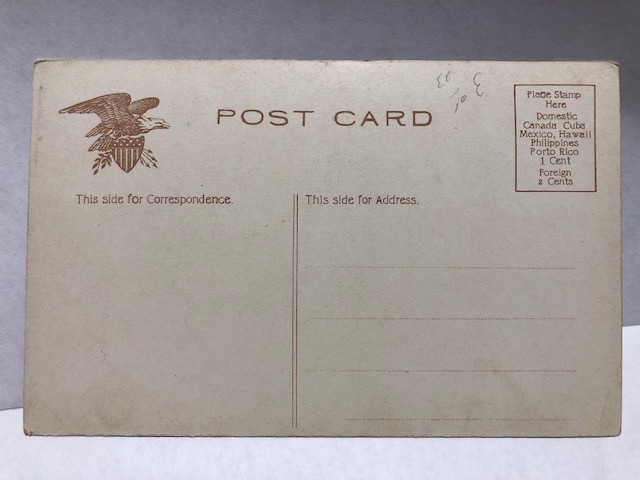 POST CARD
Place Stamp
Here
Domestic
Canada Cuba
Mexico, Hawaii
Philippines
Porto Rico
1 Cent
Foreign
2 Cents
This side for Correspondence.
This side for Address.